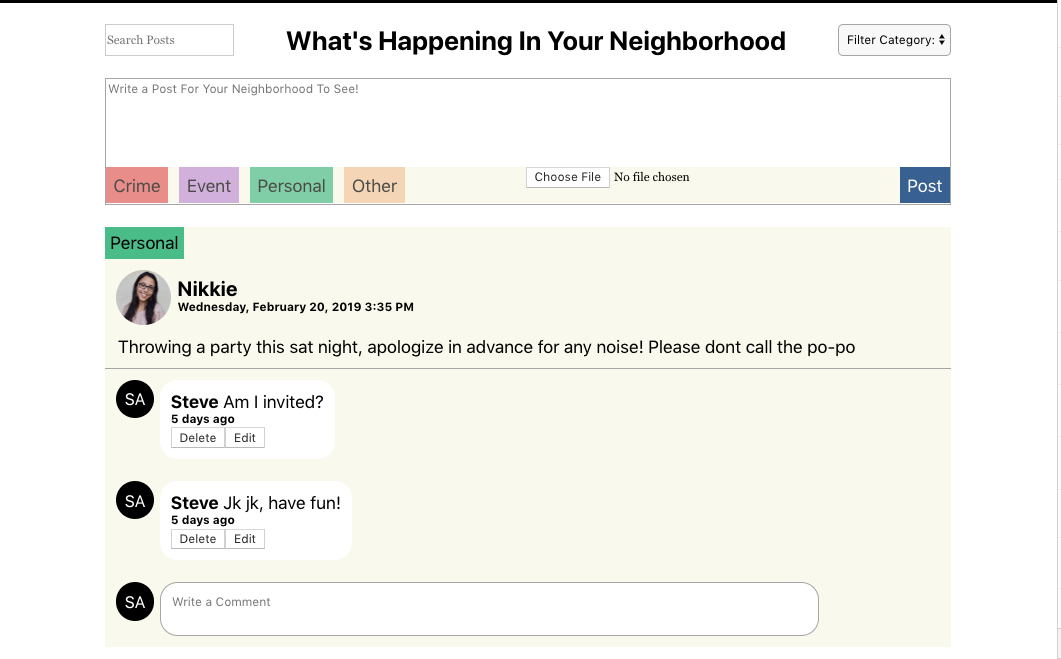 Search Posts
What's Happening In Your Neighborhood
Filter Category:
Write a Post For Your Neighborhood To See!
Crime Event Personal Other Choose File No file chosen Post
Personal
Nikkie
Wednesday, February 20, 2019 3:35 PM
Throwing a party this sat night, apologize in advance for any noise! Please dont call the po-po
SA Steve Am I invited?
5 days ago
Delete Edit
SA Steve Jk jk, have fun!
5 days ago
Delete Edit
SA Write a Comment